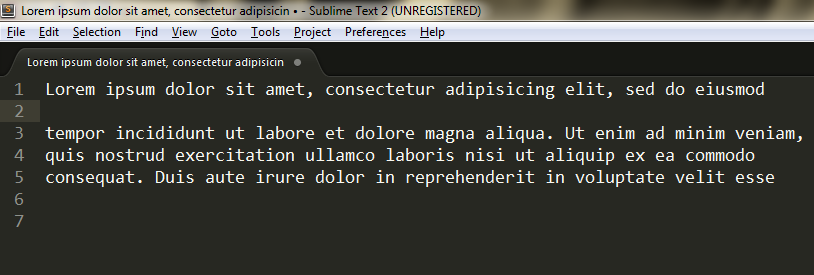 Lorem ipsum dolor sit amet, consectetur adipisicin • - Sublime Text 2 (UNREGISTERED)
File Edit Selection Find View Goto Tools Project Preferences Help
Lorem ipsum dolor sit amet, consectetur adipisicin
1 Lorem ipsum dolor sit amet, consectetur adipisicing elit, sed do eiusmod
2
3 tempor incididunt ut labore et dolore magna aliqua. Ut enim ad minim veniam,
4 quis nostrud exercitation ullamco laboris nisi ut aliquip ex ea commodo
5 consequat. Duis aute irure dolor in reprehenderit in voluptate velit esse
6
7